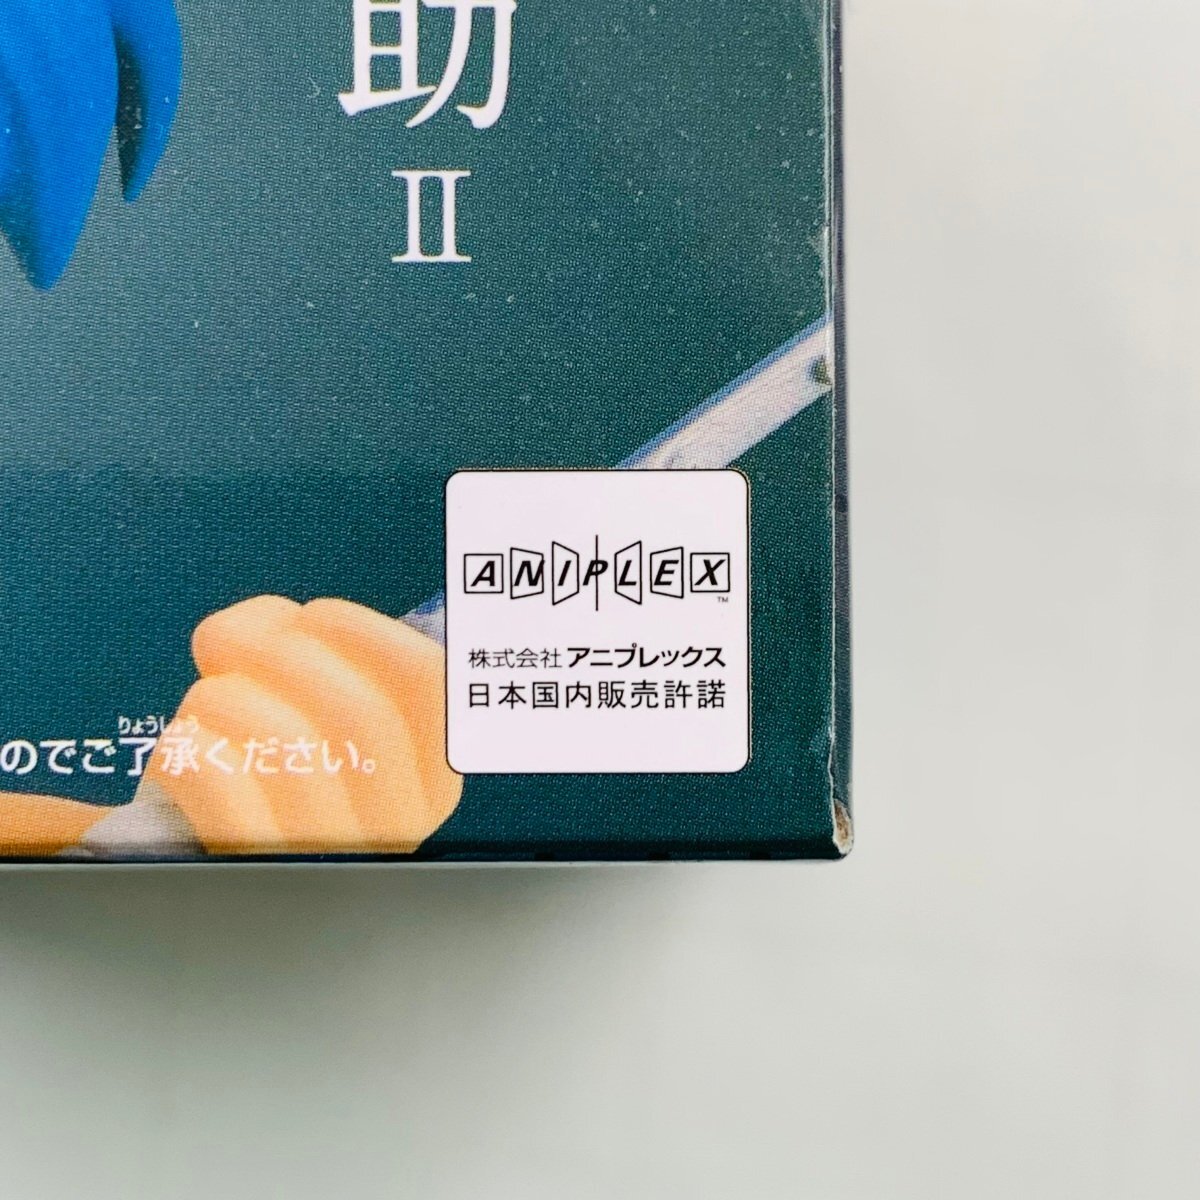 助
II
ANIPLEX
TM
株式会社 アニプレックス
日本国内販売許諾
りょうしょう
のでご了承ください。